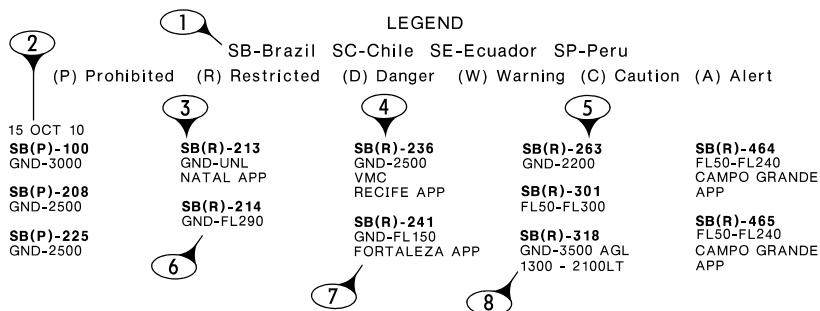 LEGEND
1
SB-Brazil SC-Chile SE-Ecuador SP-Peru
2
(P) Prohibited (R) Restricted (D) Danger (W) Warning (C) Caution (A) Alert
3
4
5
15 OCT 10
SB(P)-100
GND-3000
SB(P)-208
GND-2500
SB(P)-225
GND-2500
SB(R)-213
GND-UNL
NATAL APP
SB(R)-214
GND-FL290
6
SB(R)-236
GND-2500
VMC
RECIFE APP
SB(R)-241
GND-FL150
FORTALEZA APP
7
SB(R)-263
GND-2200
SB(R)-301
FL50-FL300
SB(R)-318
GND-3500 AGL
1300 - 2100LT
8
SB(R)-464
FL50-FL240
CAMPO GRANDE
APP
SB(R)-465
FL50-FL240
CAMPO GRANDE
APP